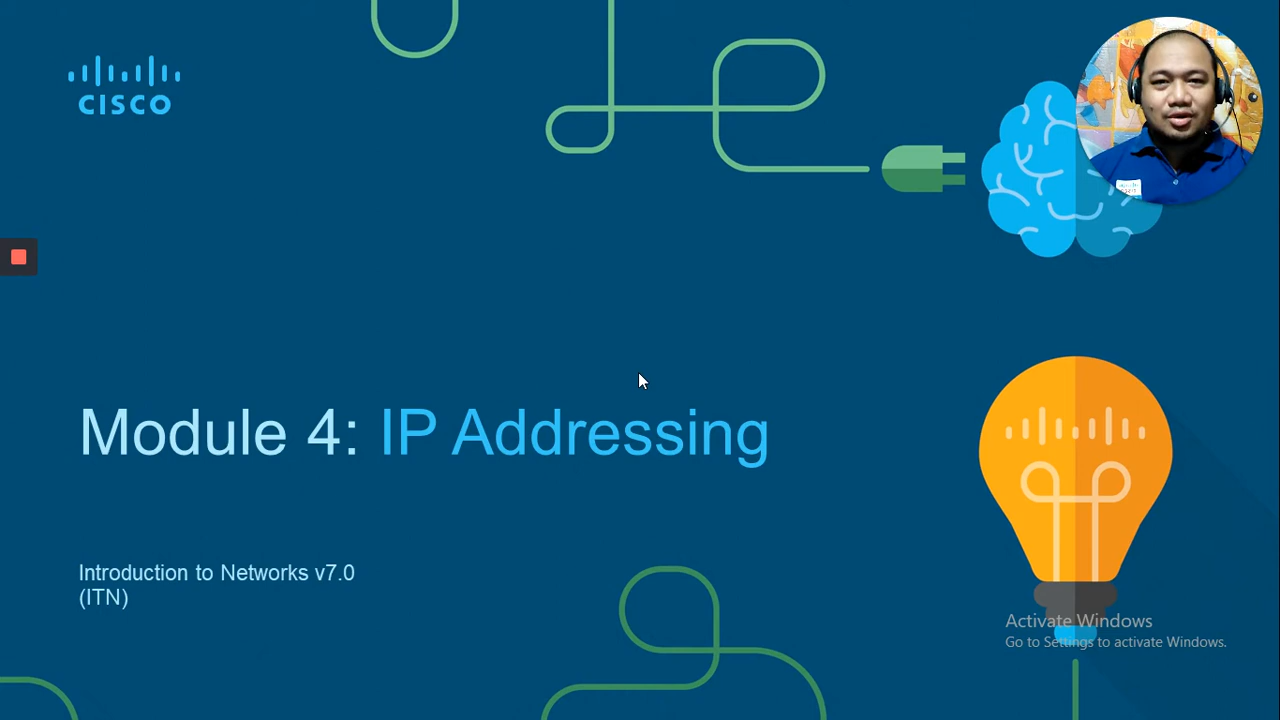 CISCO
Module 4: IP Addressing
Introduction to Networks v7.0
(ITN)
Activate Windows
Go to Settings to activate Windows.